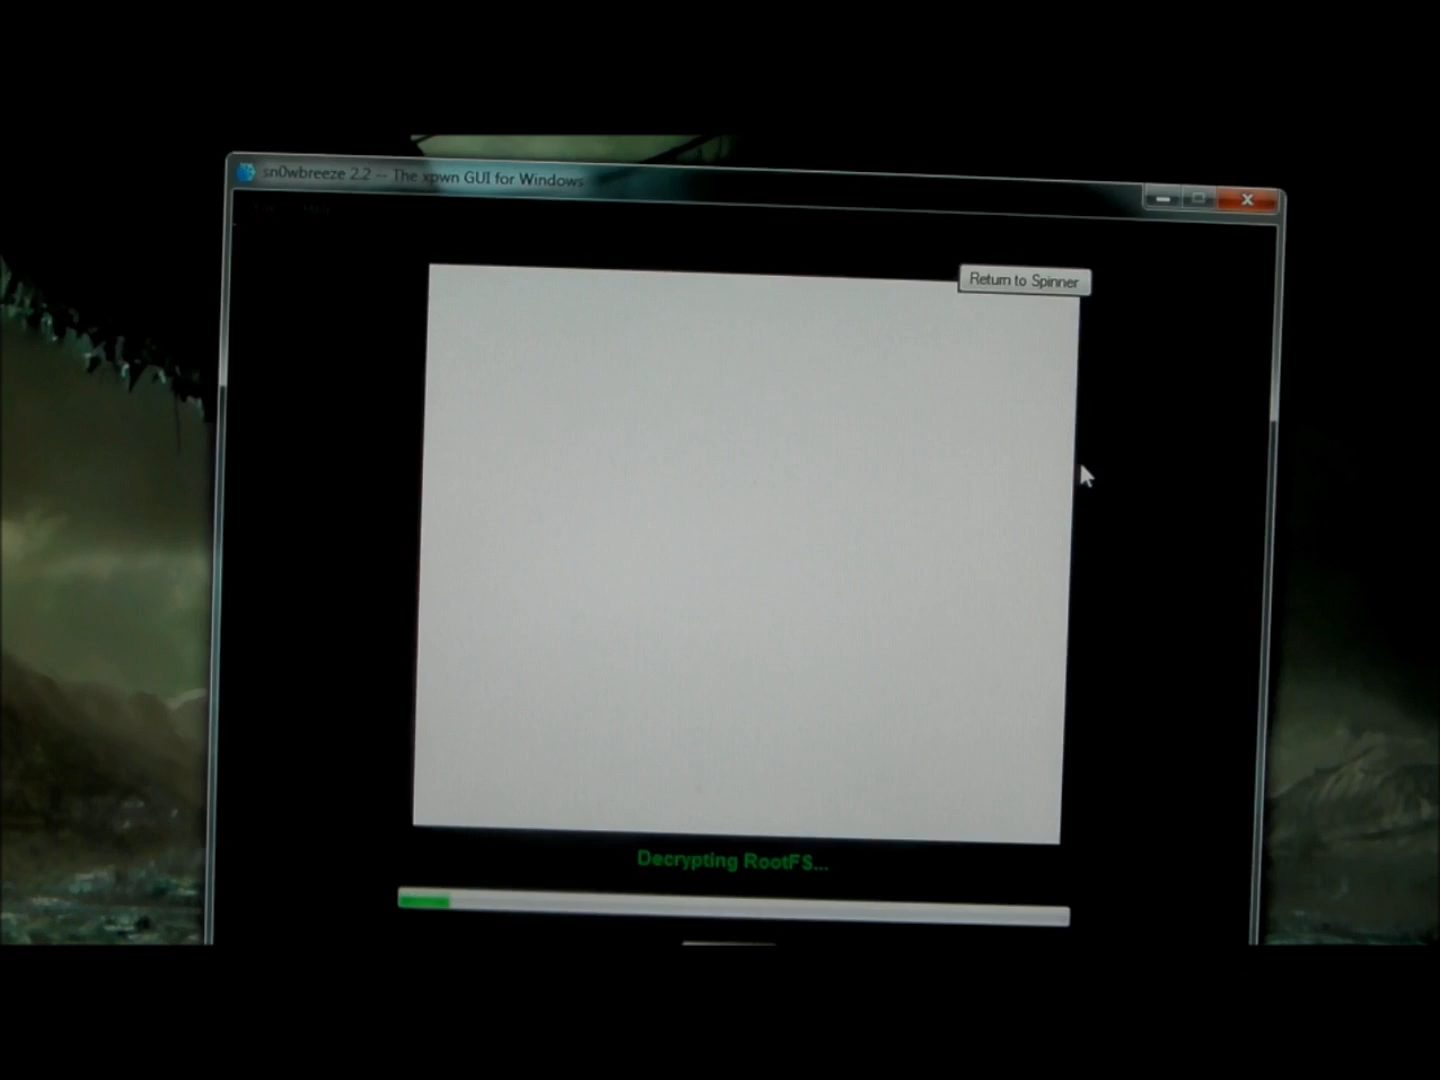 sn0wbreeze 2.2 -- The xpwn GUI for Windows
Return to Spinner
Decrypting RootFS...